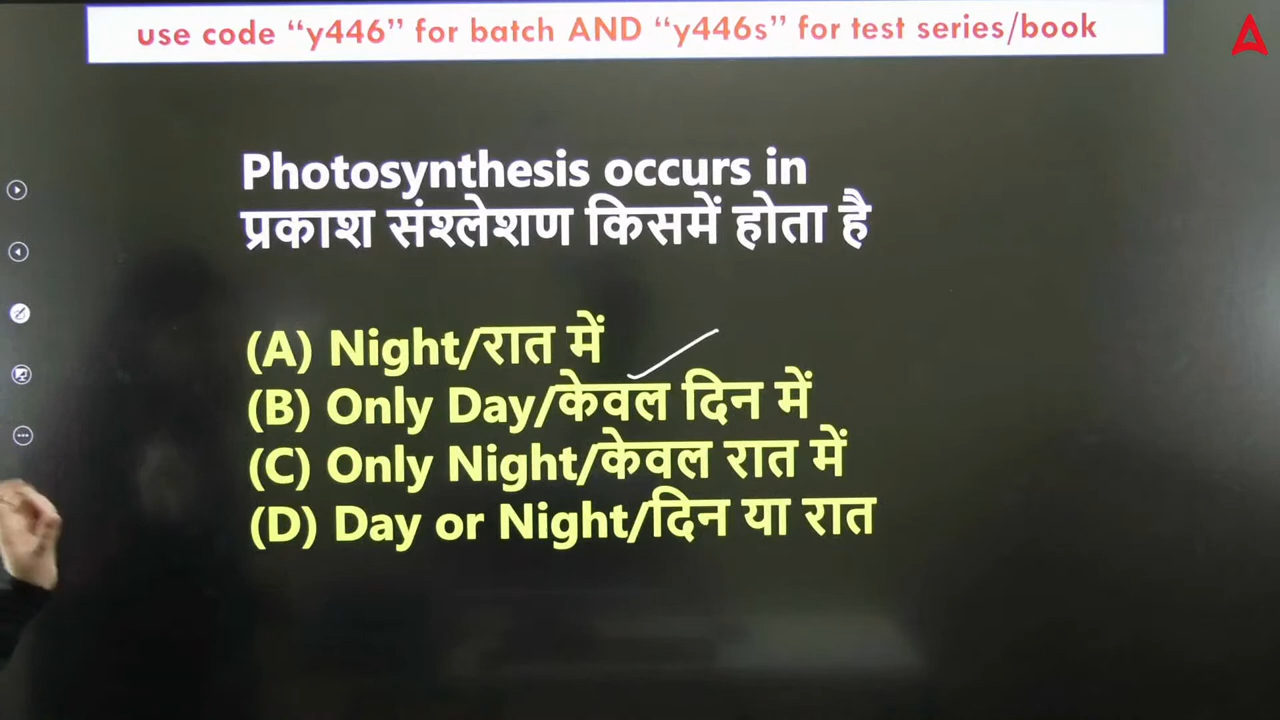 use code “y446” for batch AND “y446s” for test series/book
Photosynthesis occurs in
प्रकाश संश्लेशण किसमें होता है
(A) Night/रात में
(B) Only Day/केवल दिन में
(C) Only Night/केवल रात में
(D) Day or Night/दिन या रात